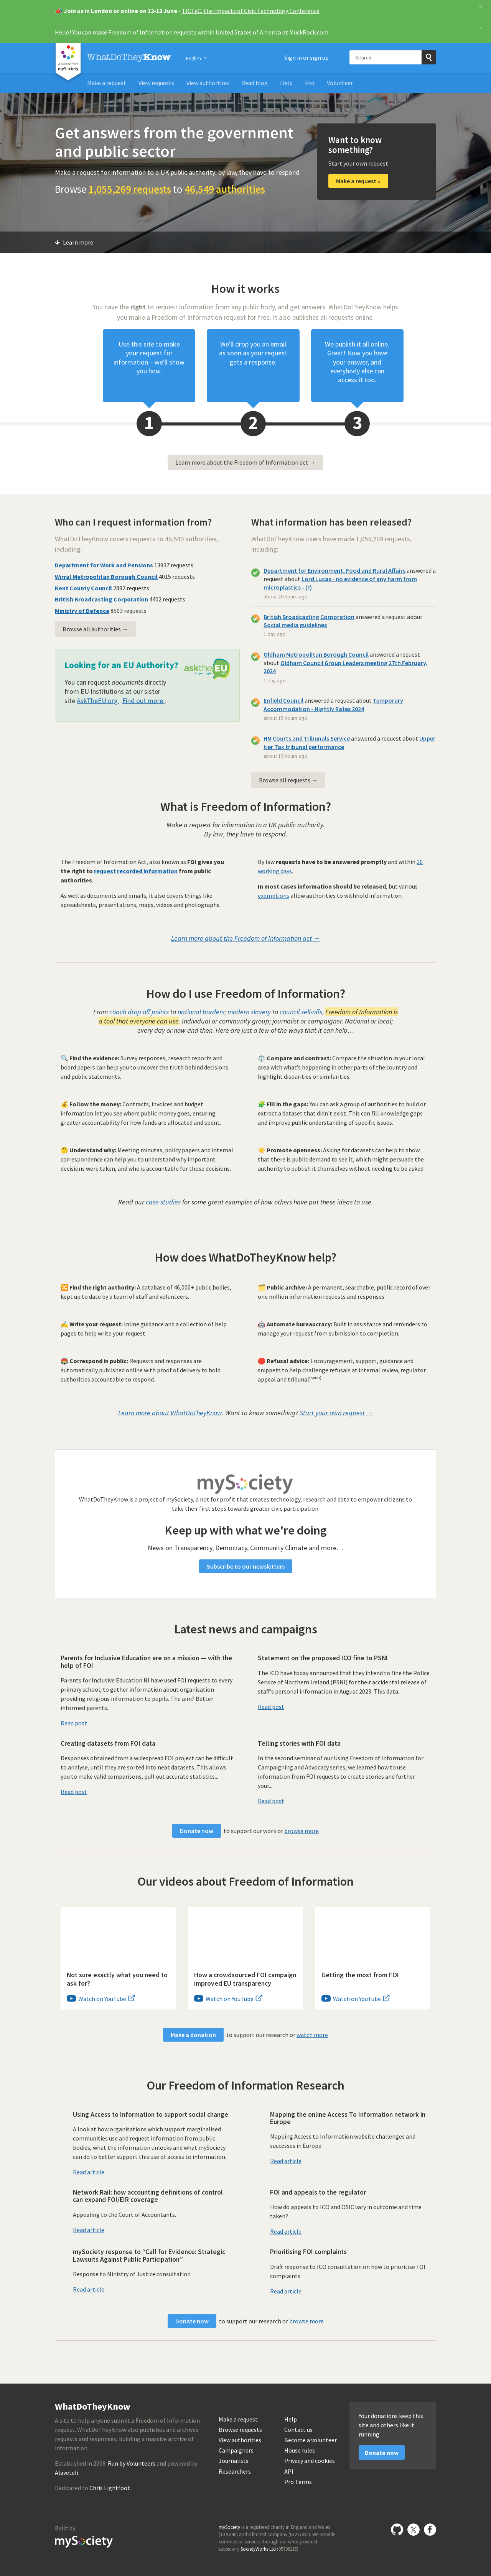 📣 Join us in London or online on 12-13 June - TICTeC, the Impacts of Civic Technology Conference
Hello! You can make Freedom of Information requests within United States of America at MuckRock.com
WhatDoTheyKnow
English
Sign in or sign up
Search
Make a request
View requests
View authorities
Read blog
Help
Pro
Volunteer
Get answers from the government
and public sector
Make a request for information to a UK public authority: by law, they have to respond
Browse 1,055,269 requests to 46,549 authorities
Want to know
something?
Start your own request
Make a request »
Learn more
How it works
You have the right to request information from any public body, and get answers. WhatDoTheyKnow helps
you make a Freedom of Information request for free. It also publishes all requests online.
Use this site to make
your request for
information – we'll show
you how.
We'll drop you an email
as soon as your request
gets a response.
We publish it all online.
Great! Now you have
your answer, and
everybody else can
access it too.
1
2
3
Learn more about the Freedom of Information act →
Who can I request information from?
WhatDoTheyKnow covers requests to 46,549 authorities,
including:
Department for Work and Pensions 13937 requests
Wirral Metropolitan Borough Council 4015 requests
Kent County Council 2882 requests
British Broadcasting Corporation 4402 requests
Ministry of Defence 8503 requests
Browse all authorities →
Looking for an EU Authority?
You can request documents directly
from EU Institutions at our sister
site AskTheEU.org . Find out more .
asktheEU
What information has been released?
WhatDoTheyKnow users have made 1,055,269 requests,
including:
Department for Environment, Food and Rural Affairs answered a
request about Lord Lucas - no evidence of any harm from
microplastics - (?)
about 20 hours ago
British Broadcasting Corporation answered a request about
Social media guidelines
1 day ago
Oldham Metropolitan Borough Council answered a request
about Oldham Council Group Leaders meeting 27th February,
2024
1 day ago
Enfield Council answered a request about Temporary
Accommodation - Nightly Rates 2024
about 15 hours ago
HM Courts and Tribunals Service answered a request about Upper
tier Tax tribunal performance
about 19 hours ago
Browse all requests →
What is Freedom of Information?
Make a request for information to a UK public authority.
By law, they have to respond.
The Freedom of Information Act, also known as FOI gives you
the right to request recorded information from public
authorities.
As well as documents and emails, it also covers things like
spreadsheets, presentations, maps, videos and photographs.
By law requests have to be answered promptly and within 20
working days.
In most cases information should be released, but various
exemptions allow authorities to withhold information.
Learn more about the Freedom of Information act →
How do I use Freedom of Information?
From coach drop off points to national borders; modern slavery to council sell-offs, Freedom of Information is
a tool that everyone can use. Individual or community group; journalist or campaigner. National or local;
every day or now and then. Here are just a few of the ways that it can help…
🔍 Find the evidence: Survey responses, research reports and
board papers can help you to uncover the truth behind decisions
and public statements.
⚖️ Compare and contrast: Compare the situation in your local
area with what's happening in other parts of the country and
highlight disparities or similarities.
💰 Follow the money: Contracts, invoices and budget
information let you see where public money goes, ensuring
greater accountability for how funds are allocated and spent.
🧩 Fill in the gaps: You can ask a group of authorities to build or
extract a dataset that didn't exist. This can fill knowledge gaps
and improve public understanding of specific issues.
🤔 Understand why: Meeting minutes, policy papers and internal
correspondence can help you to understand why important
decisions were taken, and who is accountable for those decisions.
☀️ Promote openness: Asking for datasets can help to show
that there is public demand to see it, which might persuade the
authority to publish it themselves without needing to be asked.
Read our case studies for some great examples of how others have put these ideas to use.
How does WhatDoTheyKnow help?
🔀 Find the right authority: A database of 46,000+ public bodies,
kept up to date by a team of staff and volunteers.
🗂️ Public archive: A permanent, searchable, public record of over
one million information requests and responses.
✍️ Write your request: Inline guidance and a collection of help
pages to help write your request.
🤖 Automate bureaucracy: Built in assistance and reminders to
manage your request from submission to completion.
📮 Correspond in public: Requests and responses are
automatically published online with proof of delivery to hold
authorities accountable to respond.
🛑 Refusal advice: Encouragement, support, guidance and
snippets to help challenge refusals at internal review, regulator
appeal and tribunal
Learn more about WhatDoTheyKnow. Want to know something? Start your own request →
mySociety
WhatDoTheyKnow is a project of mySociety, a not for profit that creates technology, research and data to empower citizens to
take their first steps towards greater civic participation.
Keep up with what we're doing
News on Transparency, Democracy, Community Climate and more…
Subscribe to our newsletters
Latest news and campaigns
Parents for Inclusive Education are on a mission — with the
help of FOI
Parents for Inclusive Education NI have used FOI requests to every
primary school, to gather information about organisation
providing religious information to pupils. The aim? Better
informed parents.
Read post
Statement on the proposed ICO fine to PSNI
The ICO have today announced that they intend to fine the Police
Service of Northern Ireland (PSNI) for their accidental release of
staff's personal information in August 2023. This data...
Read post
Creating datasets from FOI data
Responses obtained from a widespread FOI project can be difficult
to analyse, until they are sorted into neat datasets. This allows
you to make valid comparisons, pull out accurate statistics...
Read post
Telling stories with FOI data
In the second seminar of our Using Freedom of Information for
Campaigning and Advocacy series, we learned how to use
information from FOI requests to create stories and further
your...
Read post
Donate now to support our work or browse more
Our videos about Freedom of Information
Not sure exactly what you need to
ask for?
Watch on YouTube
How a crowdsourced FOI campaign
improved EU transparency
Watch on YouTube
Getting the most from FOI
Watch on YouTube
Make a donation to support our research or watch more
Our Freedom of Information Research
Using Access to Information to support social change
A look at how organisations which support marginalised
communities use and request information from public
bodies, what the information unlocks and what mySociety
can do to better support this use of access to information.
Read article
Mapping the online Access To Information network in
Europe
Mapping Access to Information website challenges and
successes in Europe
Read article
Network Rail: how accounting definitions of control
can expand FOI/EIR coverage
Appealing to the Court of Accountants.
Read article
FOI and appeals to the regulator
How do appeals to ICO and OSIC vary in outcome and time
taken?
Read article
mySociety response to “Call for Evidence: Strategic
Lawsuits Against Public Participation”
Response to Ministry of Justice consultation
Read article
Prioritising FOI complaints
Draft response to ICO consultation on how to prioritise FOI
complaints
Read article
Donate now to support our research or browse more
WhatDoTheyKnow
A site to help anyone submit a Freedom of Information
request. WhatDoTheyKnow also publishes and archives
requests and responses, building a massive archive of
information.
Established in 2008. Run by Volunteers and powered by
Alaveteli.
Dedicated to Chris Lightfoot.
Make a request
Browse requests
View authorities
Campaigners
Journalists
Researchers
Help
Contact us
Become a volunteer
House rules
Privacy and cookies
API
Pro Terms
Your donations keep this
site and others like it
running
Donate now
Built by
mySociety
mySociety is a registered charity in England and Wales
(1076346) and a limited company (03277032). We provide
commercial services through our wholly owned
subsidiary SocietyWorks Ltd (05798215).